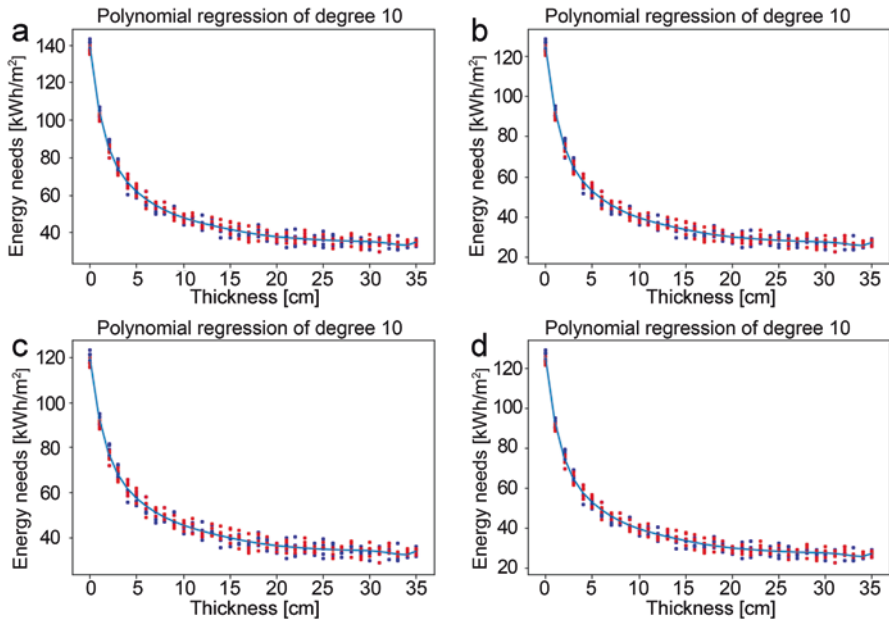 a
Polynomial regression of degree 10
Energy needs [kWh/m²]
140
120
100
80
60
40
0 5 10 15 20 25 30 35
Thickness [cm]
b
Polynomial regression of degree 10
Energy needs [kWh/m²]
120
100
80
60
40
20
0 5 10 15 20 25 30 35
Thickness [cm]
c
Polynomial regression of degree 10
Energy needs [kWh/m²]
120
100
80
60
40
0 5 10 15 20 25 30 35
Thickness [cm]
d
Polynomial regression of degree 10
Energy needs [kWh/m²]
120
100
80
60
40
20
0 5 10 15 20 25 30 35
Thickness [cm]